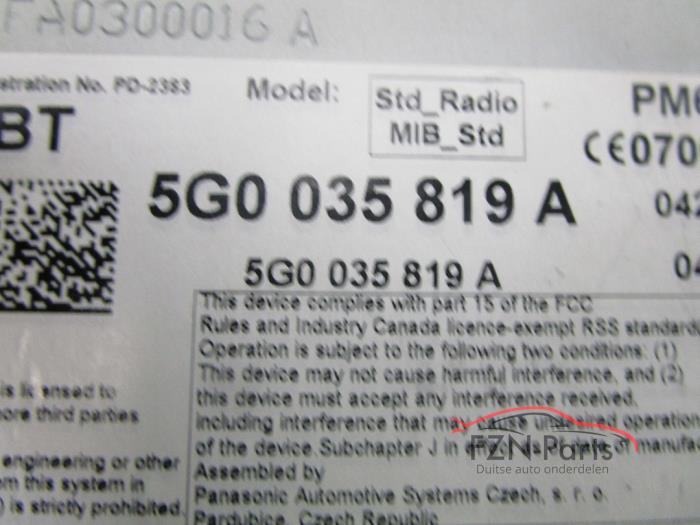 FA0300016 A
stration No. PD-2383
Model:
Std_Radio
MIB_Std
PM
BT
CE070
5G0 035 819 A
042
5G0 035 819 A
04
This device complies with part 15 of the FCC
Rules and Industry Canada licence-exempt RSS standard
Operation is subject to the following two conditions: (1)
This device may not cause harmful interference, and (2)
this device must accept any interference received,
including interference that may cause undesired operation
of the device. Subchapter J in of manufa
Assembled by
Panasonic Automotive Systems Czech, s. r. o.
Pardubice, Czech Republic
is licensed to
ore third parties
engineering or other
om this system in
) is strictly prohibited.
FZN-Parts
Duitse auto onderdelen